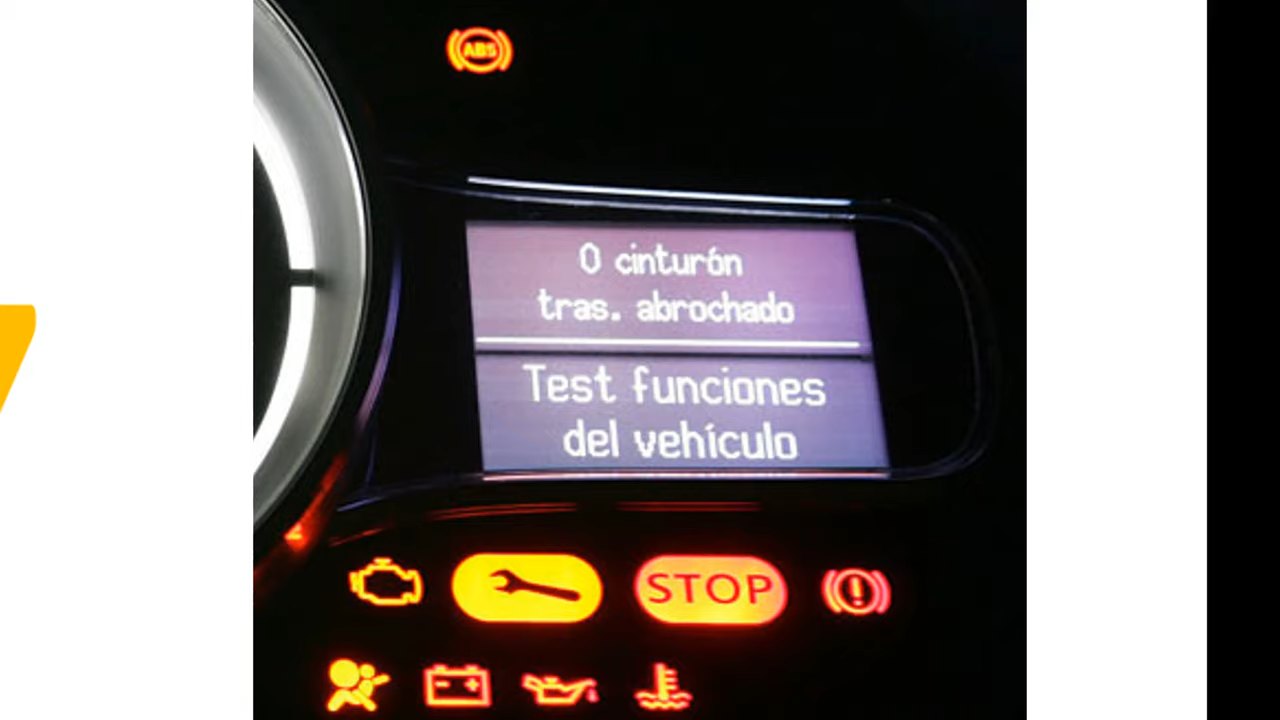 ABS
0 cinturón
tras. abrochado
Test funciones
del vehículo
STOP